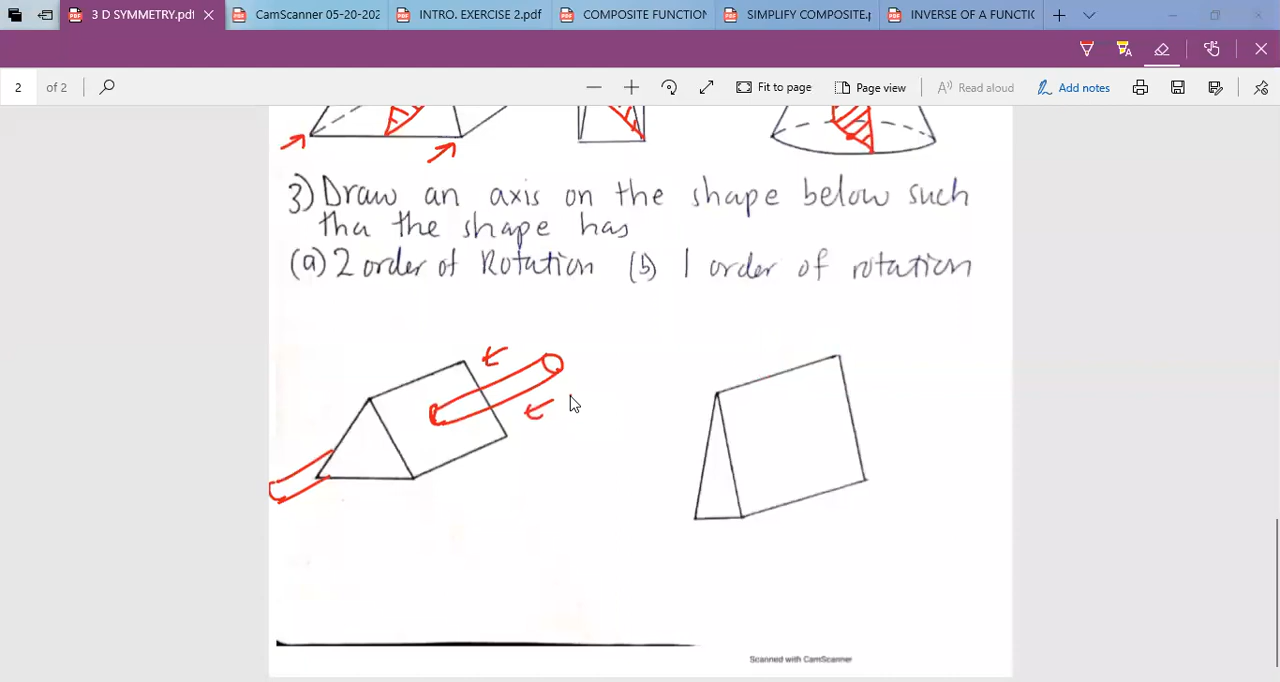 3 D SYMMETRY.pdf
CamScanner 05-20-202
INTRO. EXERCISE 2.pdf
COMPOSITE FUNCTION
SIMPLIFY COMPOSITE.p
INVERSE OF A FUNCTIO
2 of 2
Fit to page
Page view
Read aloud
Add notes
3) Draw an axis on the shape below such
tha the shape has
(a) 2 order of Rotation (b) 1 order of rotation
Scanned with CamScanner